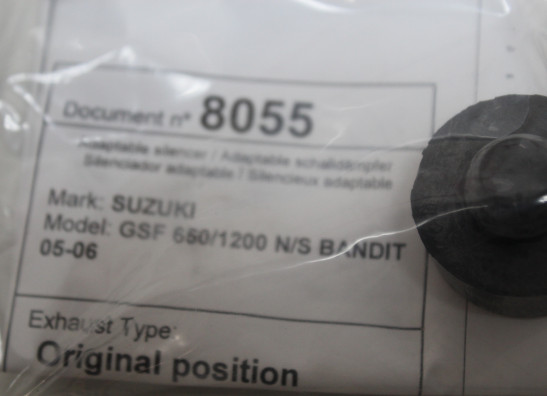 Document n° 8055
Adaptable silencer / Adaptable schalldämpfer
Silenciador adaptable / Silencieux adaptable
Mark: SUZUKI
Model: GSF 650/1200 N/S BANDIT
05-06
Exhaust Type:
Original position